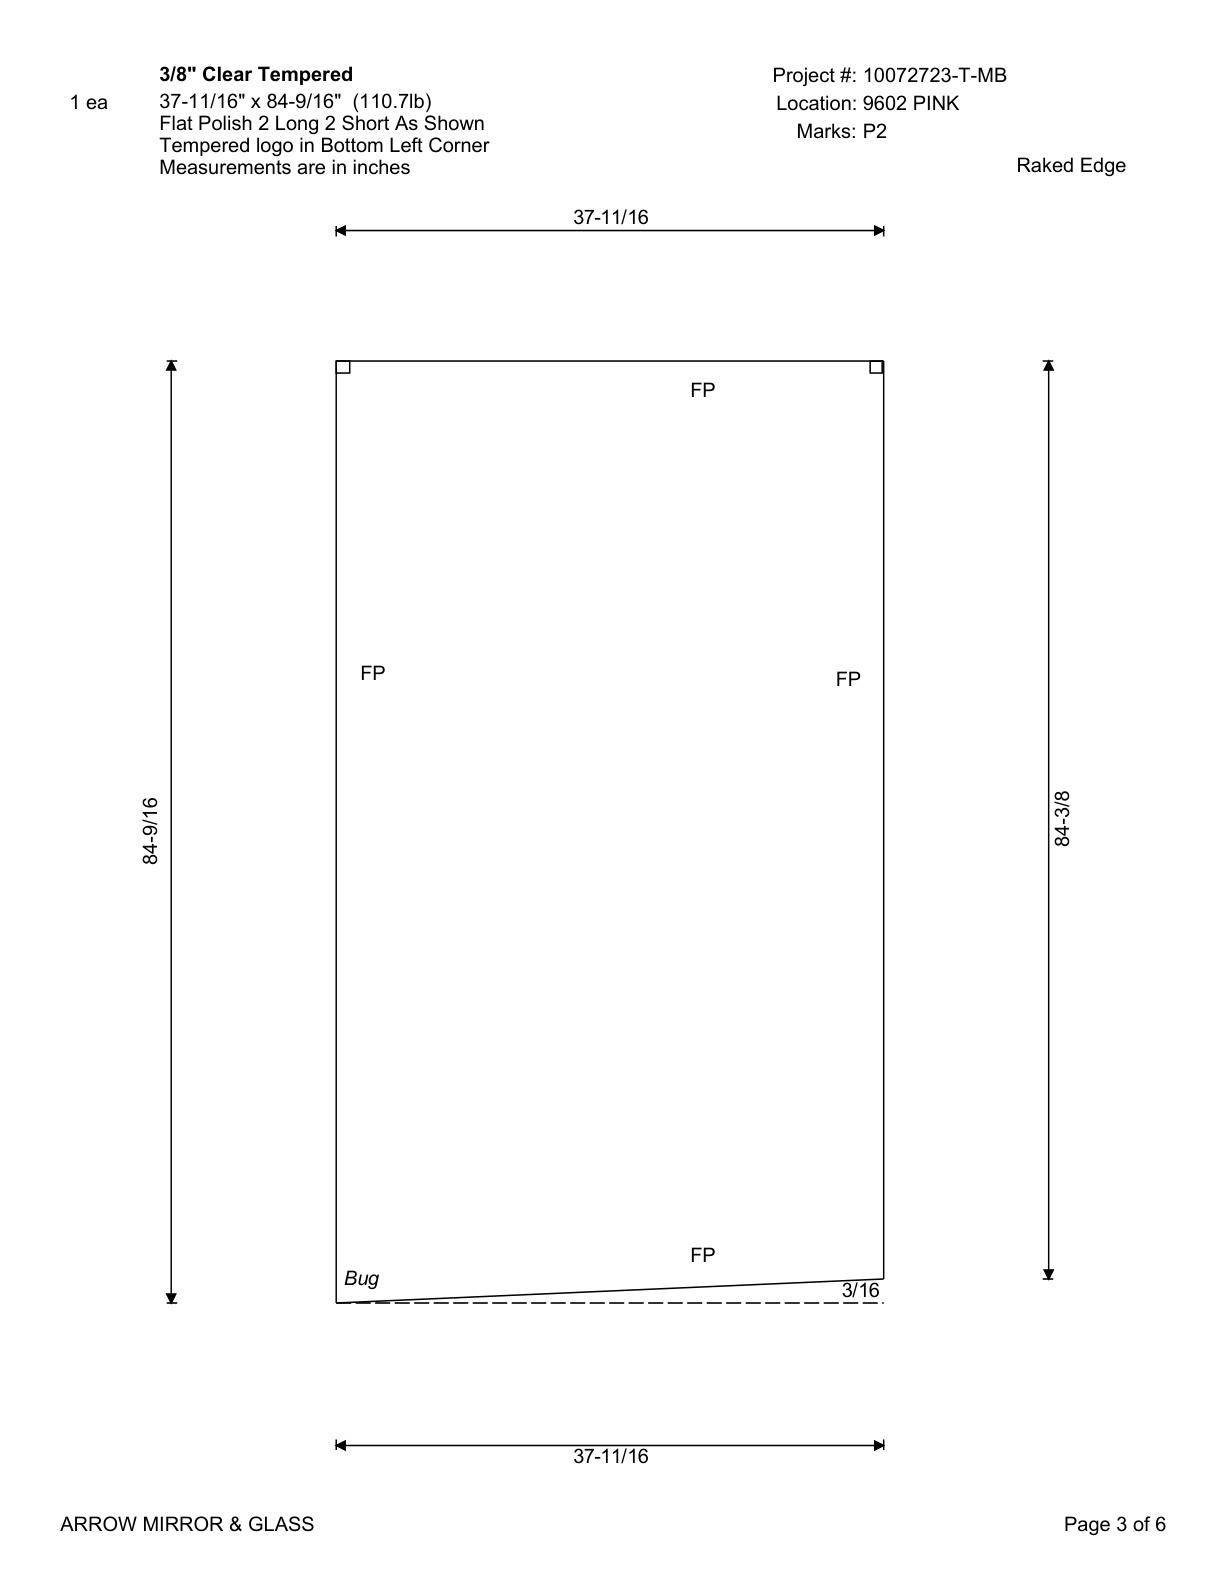 3/8" Clear Tempered
1 ea
37-11/16" x 84-9/16" (110.7lb)
Flat Polish 2 Long 2 Short As Shown
Tempered logo in Bottom Left Corner
Measurements are in inches
Project #: 10072723-T-MB
Location: 9602 PINK
Marks: P2
Raked Edge
37-11/16
FP
FP
FP
84-9/16
84-3/8
FP
Bug
3/16
37-11/16
ARROW MIRROR & GLASS
Page 3 of 6